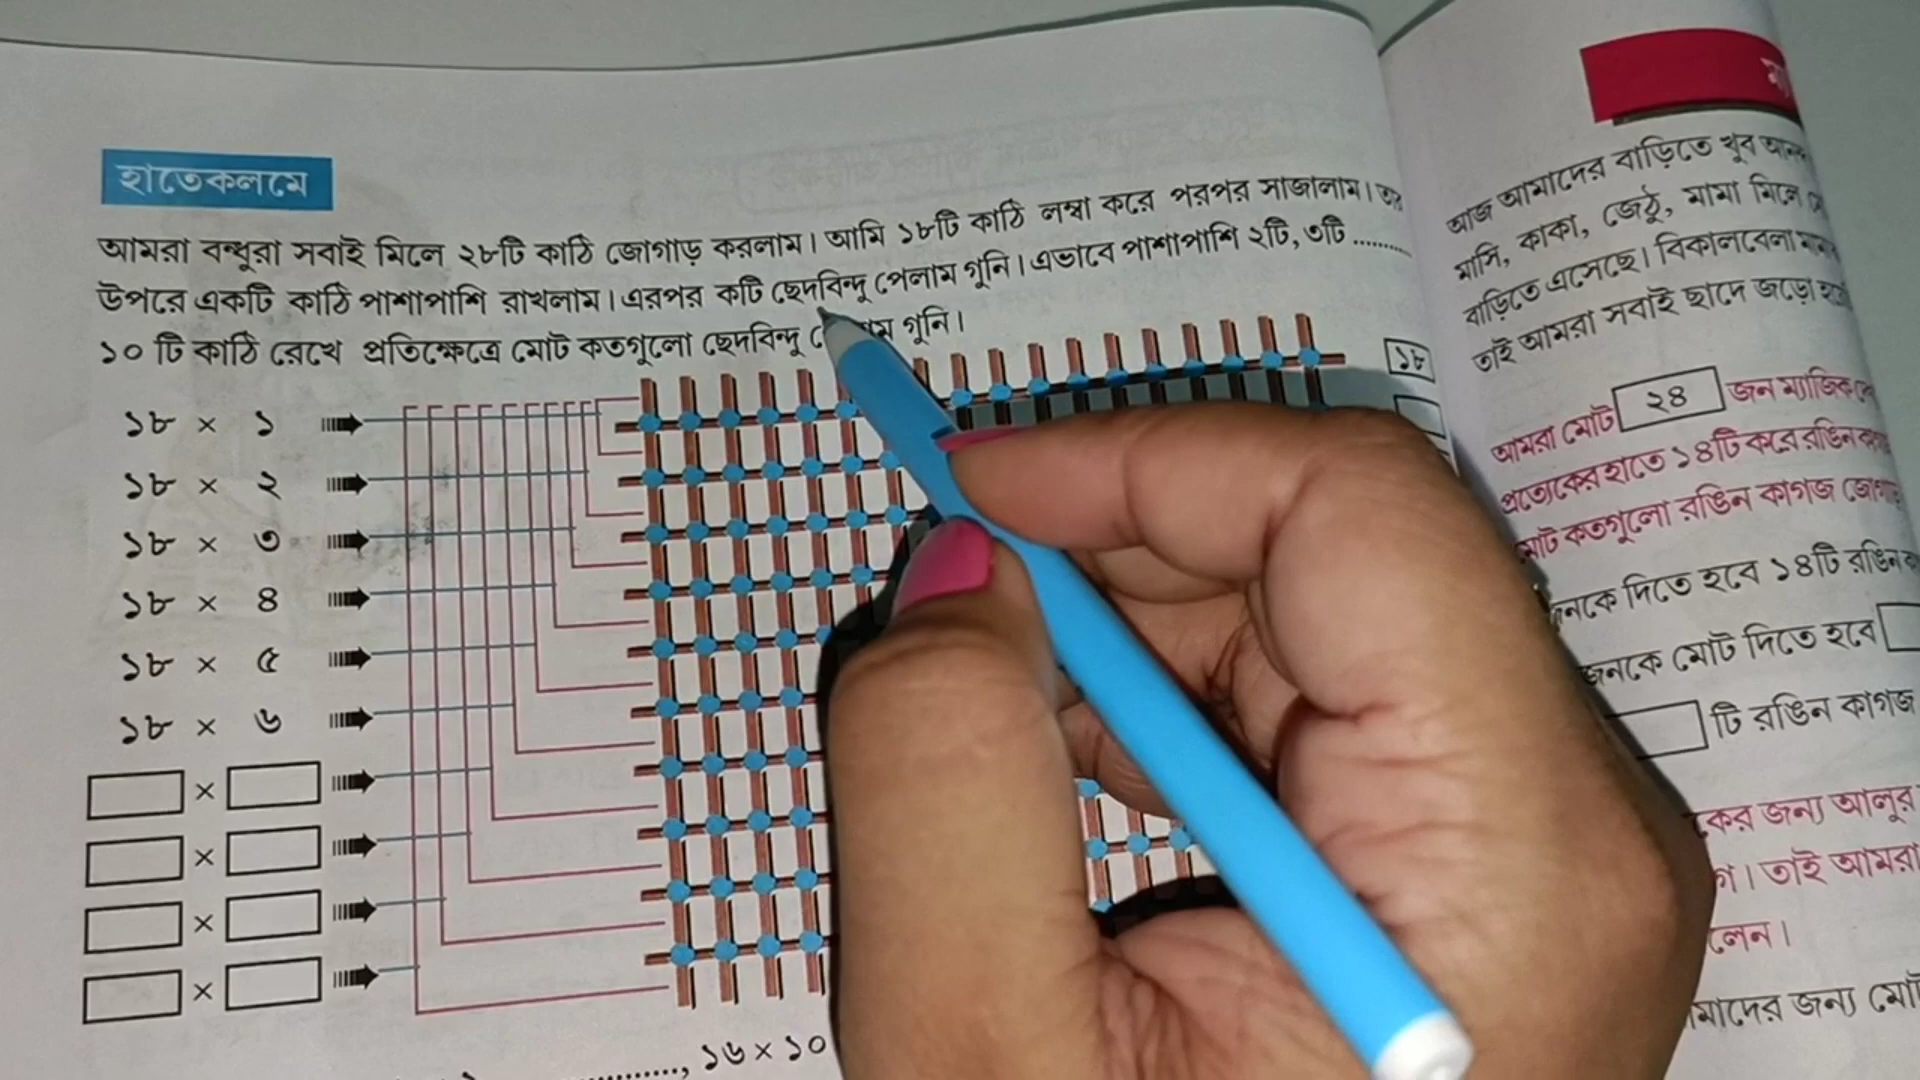 হাতেকলমে
আমরা বন্ধুরা সবাই মিলে ২৮টি কাঠি জোগাড় করলাম। আমি ১৮টি কাঠি লম্বা করে পরপর সাজালাম। তার
উপরে একটি কাঠি পাশাপাশি রাখলাম। এরপর কটি ছেদবিন্দু পেলাম গুনি। এভাবে পাশাপাশি ২টি, ৩টি ..........
১০ টি কাঠি রেখে প্রতিক্ষেত্রে মোট কতগুলো ছেদবিন্দু গুনি।
১৮ × ১
১৮
১৮ × ২
১৮ × ৩
১৮ × ৪
১৮ × ৫
১৮ × ৬
×
×
×
×
..............., ১৬ × ১০
আজ আমাদের বাড়িতে খুব
মাসি, কাকা, জেঠু, মামা মিলে
বাড়িতে এসেছে। বিকালবেলা
তাই আমরা সবাই ছাদে জড়ো
আমরা মোট ২৪ জন
প্রত্যেকের হাতে ১৪টি করে রঙিন
কতগুলো রঙিন কাগজ
দিতে হবে ১৪টি রঙিন
মোট দিতে হবে
টি রঙিন কাগজ
জন্য আলুর
। তাই আমরা
জন্য